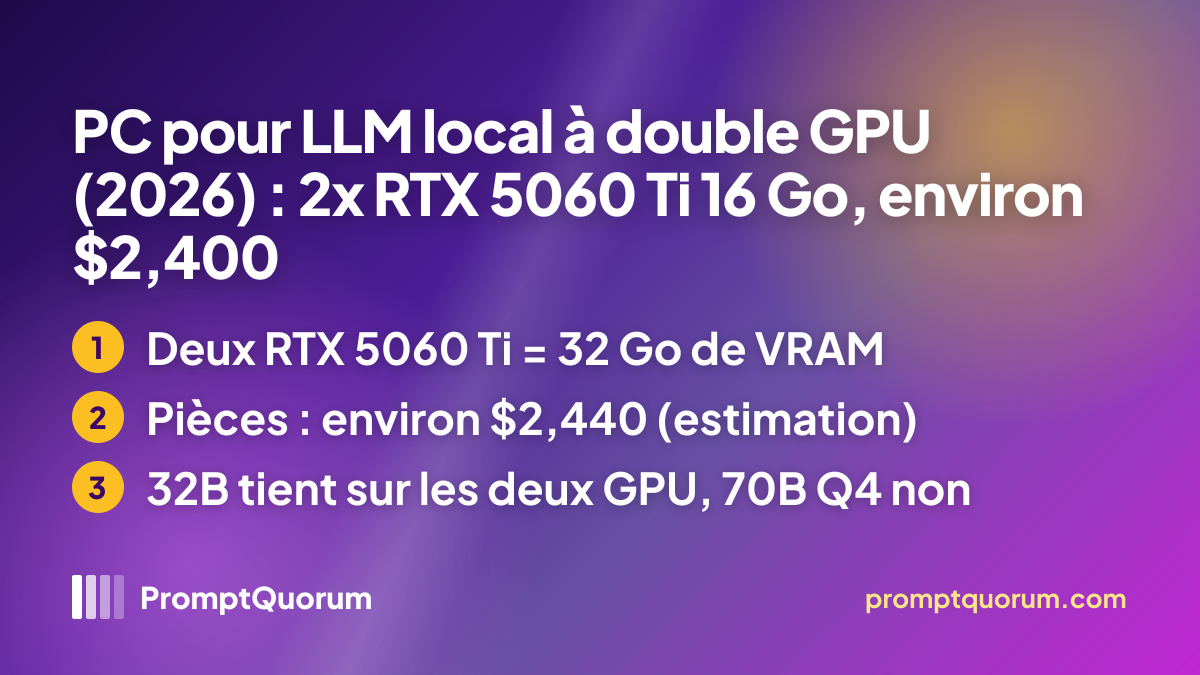 PC pour LLM local à double GPU
(2026) : 2x RTX 5060 Ti 16 Go, environ
$2,400
1 Deux RTX 5060 Ti = 32 Go de VRAM
2 Pièces : environ $2,440 (estimation)
3 32B tient sur les deux GPU, 70B Q4 non
PromptQuorum
promptquorum.com